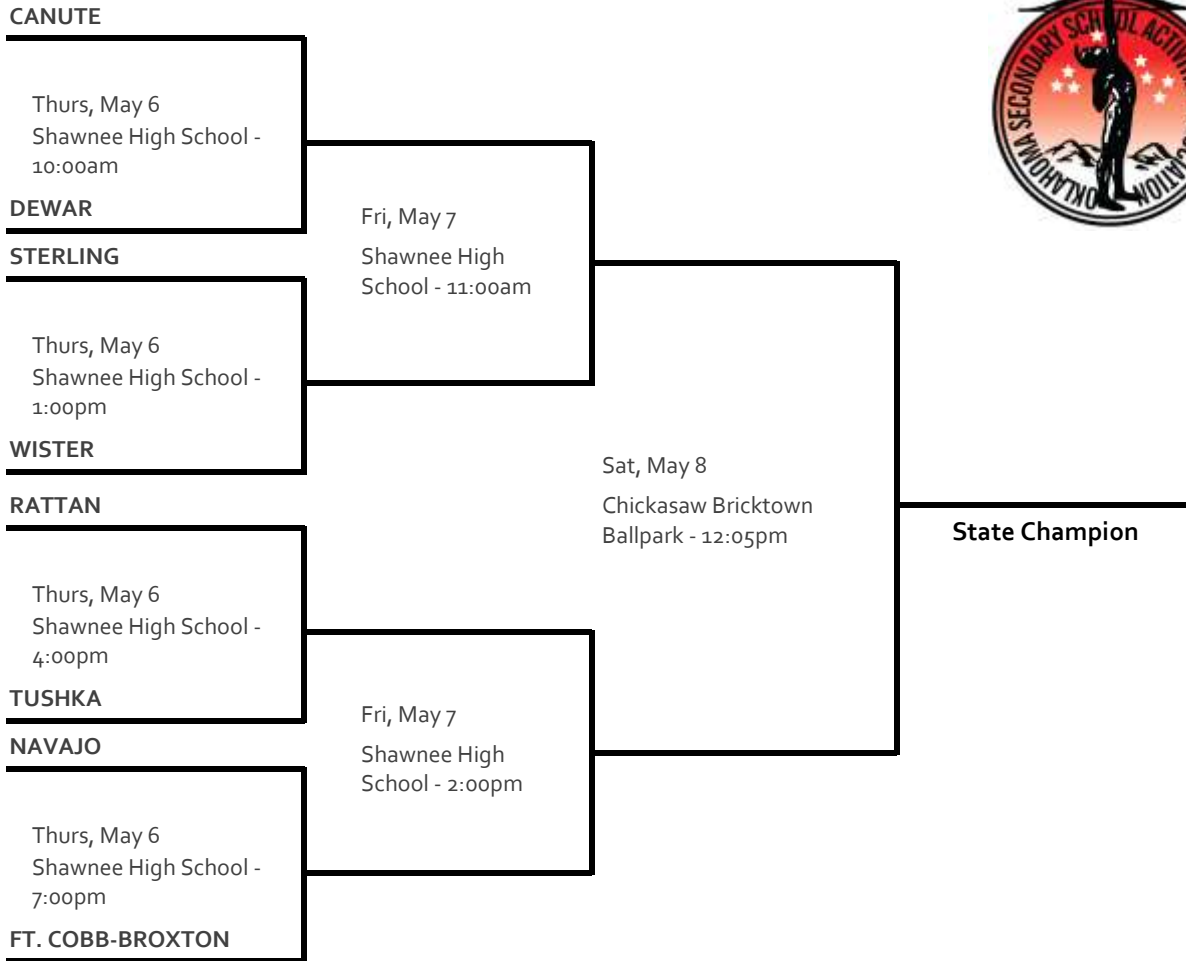 CANUTE
Thurs, May 6
Shawnee High School -
10:00am
DEWAR
Fri, May 7
Shawnee High
School - 11:00am
STERLING
Thurs, May 6
Shawnee High School -
1:00pm
WISTER
Sat, May 8
Chickasaw Bricktown
Ballpark - 12:05pm
State Champion
RATTAN
Thurs, May 6
Shawnee High School -
4:00pm
TUSHKA
Fri, May 7
Shawnee High
School - 2:00pm
NAVAJO
Thurs, May 6
Shawnee High School -
7:00pm
FT. COBB-BROXTON
OKLAHOMA SECONDARY SCHOOL